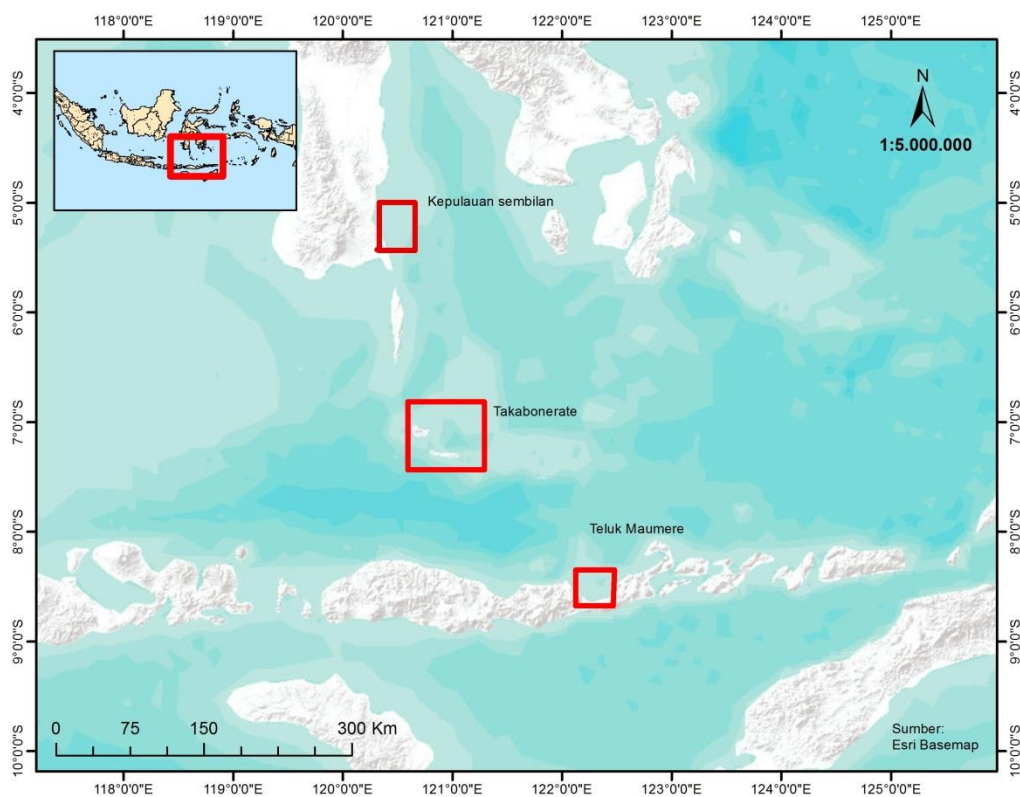 118°0'0"E 119°0'0"E 120°0'0"E 121°0'0"E 122°0'0"E 123°0'0"E 124°0'0"E 125°0'0"E
N
1:5.000.000
4°0'0"S 4°0'0"S
Kepulauan sembilan
5°0'0"S 5°0'0"S
6°0'0"S 6°0'0"S
Takabonerate
7°0'0"S 7°0'0"S
Teluk Maumere
8°0'0"S 8°0'0"S
9°0'0"S 9°0'0"S
0 75 150 300 Km
Sumber:
Esri Basemap
10°0'0"S 10°0'0"S
118°0'0"E 119°0'0"E 120°0'0"E 121°0'0"E 122°0'0"E 123°0'0"E 124°0'0"E 125°0'0"E